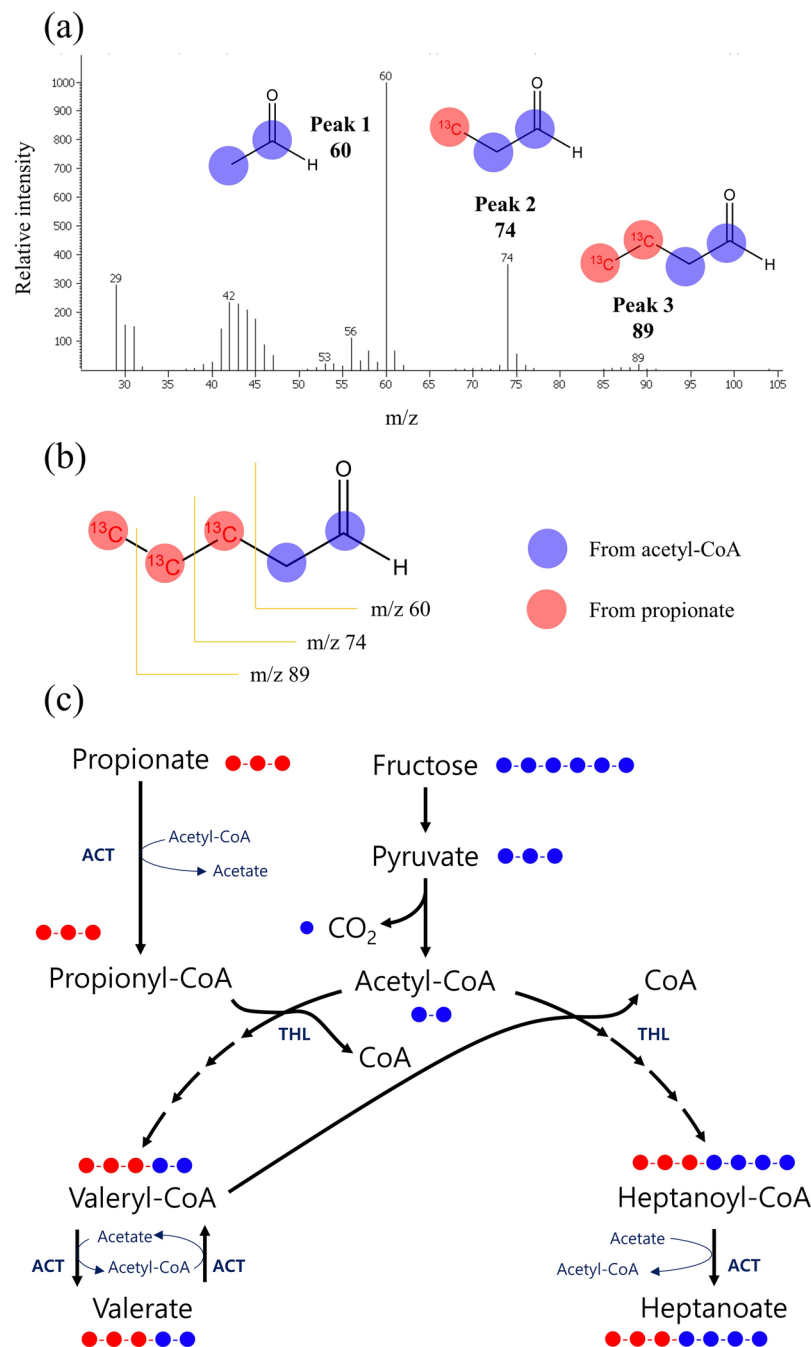 (a)
Relative intensity
1000
900
800
700
600
500
400
300
200
100
29
42
53
56
60
74
89
O
H
Peak 1
60
O
13C
H
Peak 2
74
O
13C
13C
H
Peak 3
89
30 35 40 45 50 55 60 65 70 75 80 85 90 95 100 105
m/z
(b)
O
13C
13C
13C
H
m/z 60
m/z 74
m/z 89
From acetyl-CoA
From propionate
(c)
Propionate
Fructose
ACT
Acetyl-CoA
Acetate
Pyruvate
CO2
Propionyl-CoA
Acetyl-CoA
CoA
THL
CoA
THL
Valeryl-CoA
Heptanoyl-CoA
ACT
Acetate
Acetyl-CoA
ACT
Acetate
Acetyl-CoA
ACT
Valerate
Heptanoate